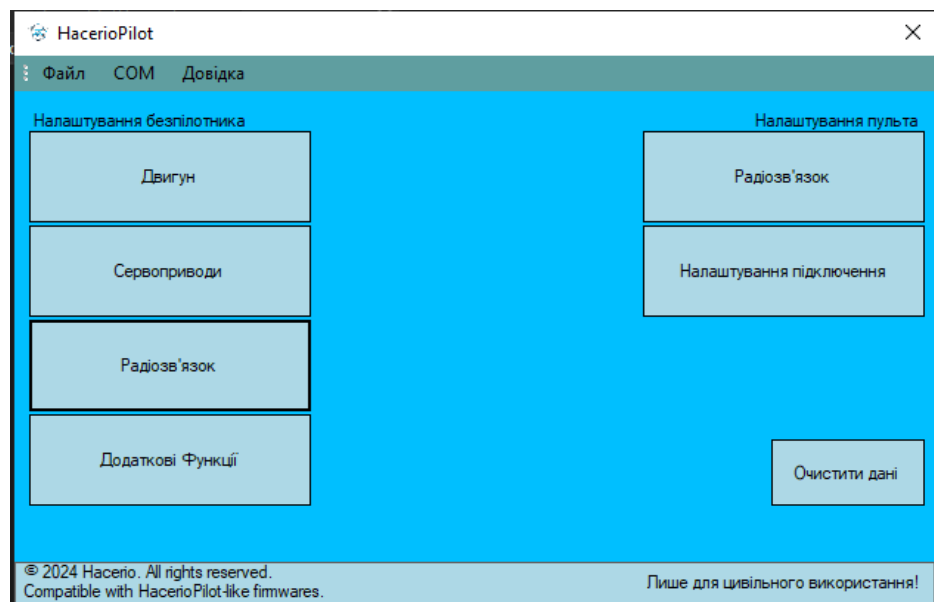 HacerioPilot
Файл COM Довідка
Налаштування безпілотника
Налаштування пульта
Двигун
Радіозв'язок
Сервоприводи
Налаштування підключення
Радіозв'язок
Додаткові Функції
Очистити дані
© 2024 Hacerio. All rights reserved.
Compatible with HacerioPilot-like firmwares.
Лише для цивільного використання!